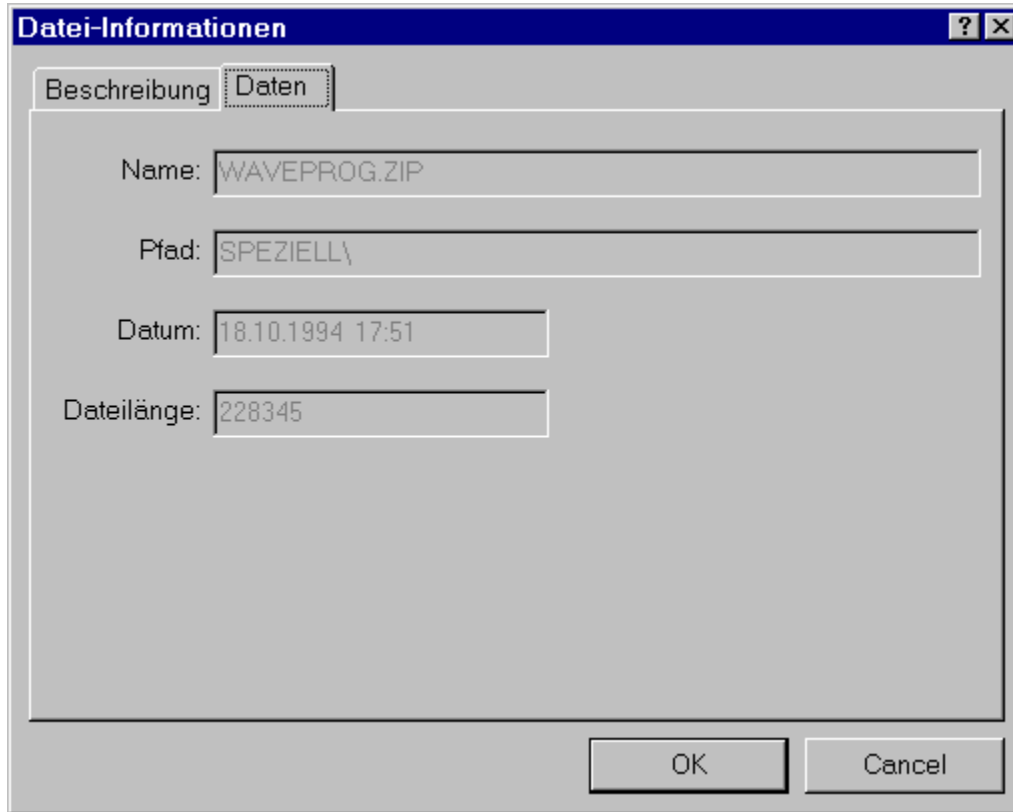 Datei-Informationen
Beschreibung Daten
Name: WAVEPROG.ZIP
Pfad: SPEZIELL\
Datum: 18.10.1994 17:51
Dateilänge: 228345
OK Cancel